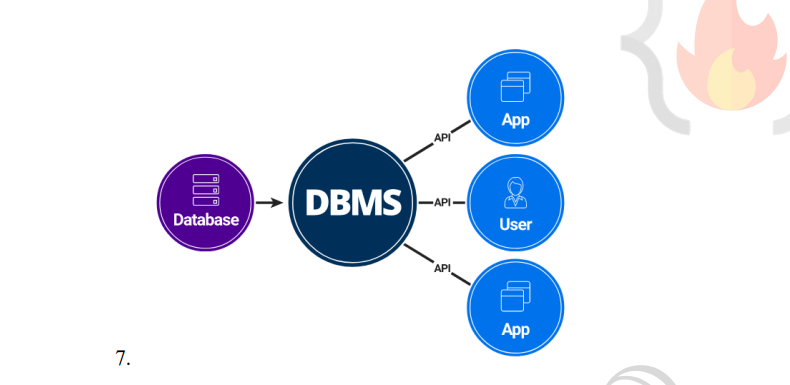 App
API
Database
DBMS
API
User
API
App
7.